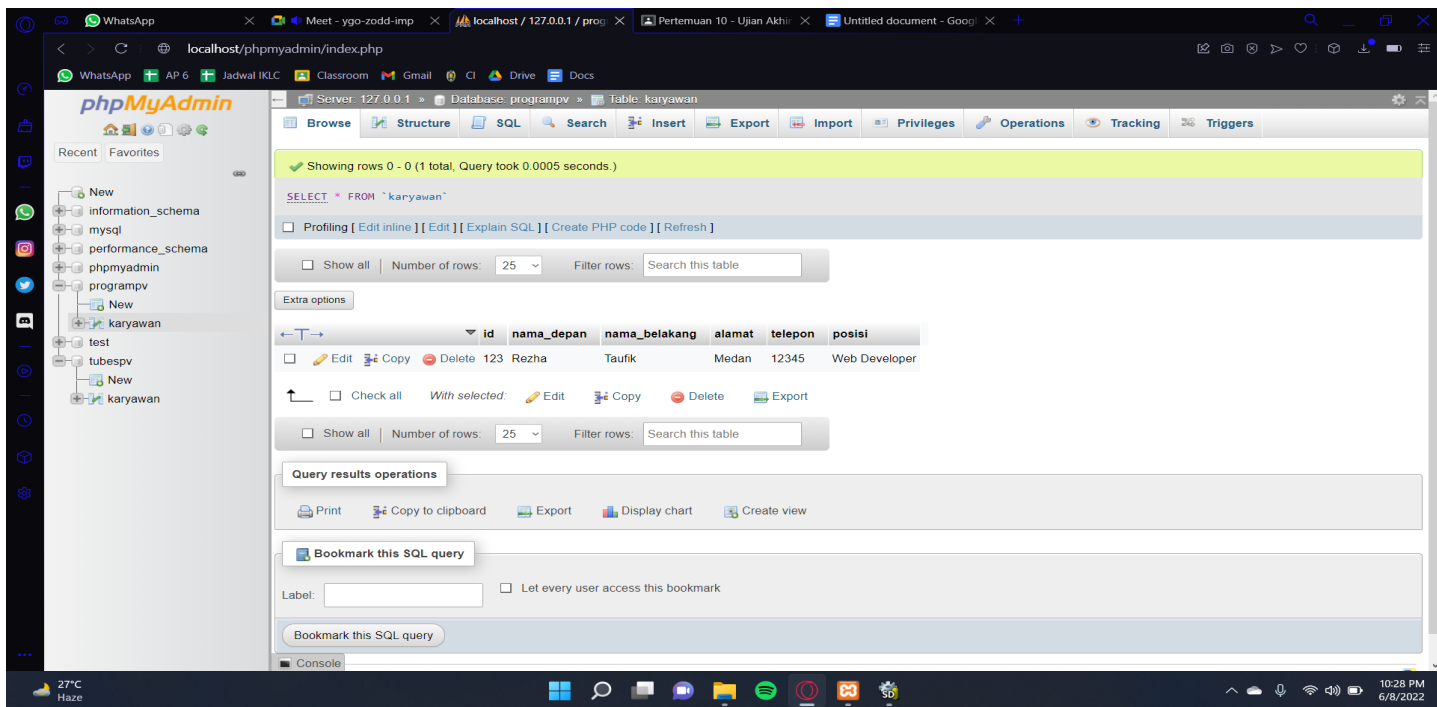 WhatsApp Meet - ygo-zodd-imp localhost / 127.0.0.1 / prog Pertemuan 10 - Ujian Akhir Untitled document - Goog
localhost/phpmyadmin/index.php
WhatsApp AP 6 Jadwal IKLC Classroom Gmail CI Drive Docs
phpMyAdmin
Recent Favorites
New
information_schema
mysql
performance_schema
phpmyadmin
programpv
New
karyawan
test
tubespv
New
karyawan
Server: 127.0.0.1 » Database: programpv » Table: karyawan
Browse Structure SQL Search Insert Export Import Privileges Operations Tracking Triggers
Showing rows 0 - 0 (1 total, Query took 0.0005 seconds.)
SELECT * FROM `karyawan`
Profiling [ Edit inline ] [ Edit ] [ Explain SQL ] [ Create PHP code ] [ Refresh ]
Show all | Number of rows: 25 Filter rows: Search this table
Extra options
←T→ id nama_depan nama_belakang alamat telepon posisi
Edit Copy Delete 123 Rezha Taufik Medan 12345 Web Developer
Check all With selected: Edit Copy Delete Export
Show all | Number of rows: 25 Filter rows: Search this table
Query results operations
Print Copy to clipboard Export Display chart Create view
Bookmark this SQL query
Label: Let every user access this bookmark
Bookmark this SQL query
Console
27°C
Haze
SD
10:28 PM
6/8/2022